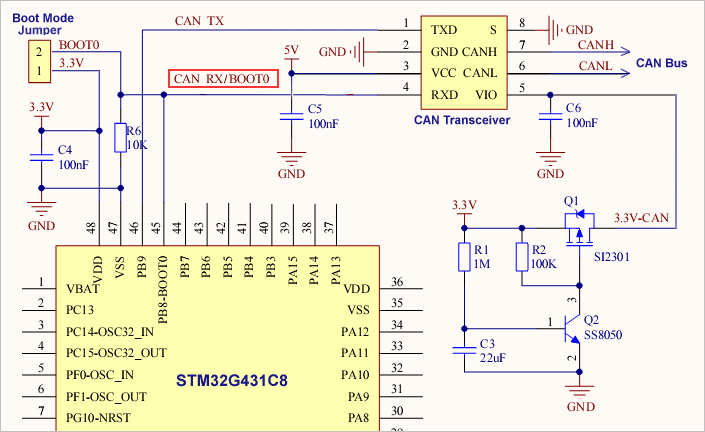 Boot Mode
Jumper
2
BOOT0
1
3.3V
CAN TX
CAN RX/BOOT0
5V
GND
1
2
3
4
TXD
GND
VCC
RXD
S
CANH
CANL
VIO
8
7
6
5
GND
CANH
CANL
CAN Bus
CAN Transceiver
3.3V
C4
100nF
R6
10K
GND
C5
100nF
GND
C6
100nF
GND
3.3V
R1
1M
R2
100K
Q1
3.3V-CAN
SI2301
3
1
Q2
SS8050
2
C3
22uF
GND
48
47
46
45
44
43
42
41
40
39
38
37
VDD
VSS
PB9
PB8-BOOT0
PB7
PB6
PB5
PB4
PB3
PA15
PA14
PA13
1
VBAT
2
PC13
3
PC14-OSC32_IN
4
PC15-OSC32_OUT
5
PF0-OSC_IN
6
PF1-OSC_OUT
7
PG10-NRST
STM32G431C8
VDD
36
VSS
35
PA12
34
PA11
33
PA10
32
PA9
31
PA8
30